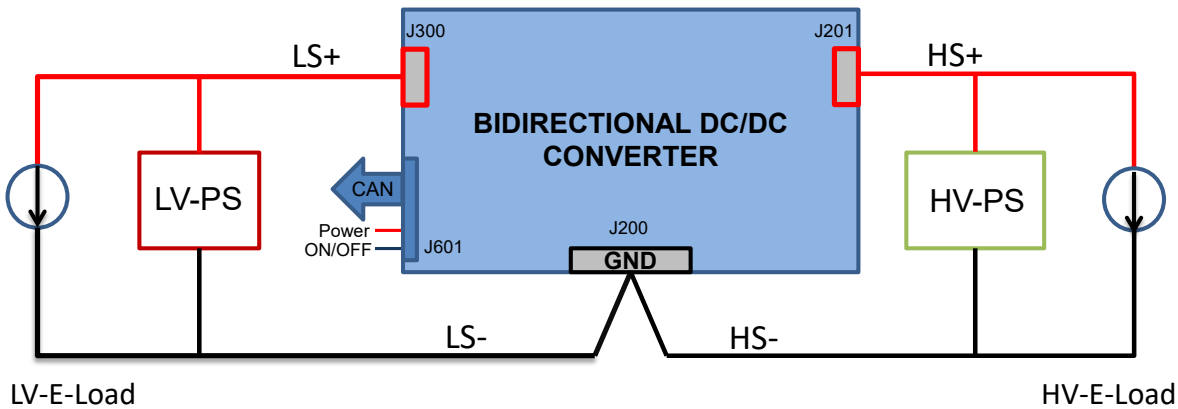 J300
J201
LS+
HS+
BIDIRECTIONAL DC/DC
CONVERTER
CAN
LV-PS
HV-PS
Power
ON/OFF
J601
J200
GND
LS-
HS-
LV-E-Load
HV-E-Load